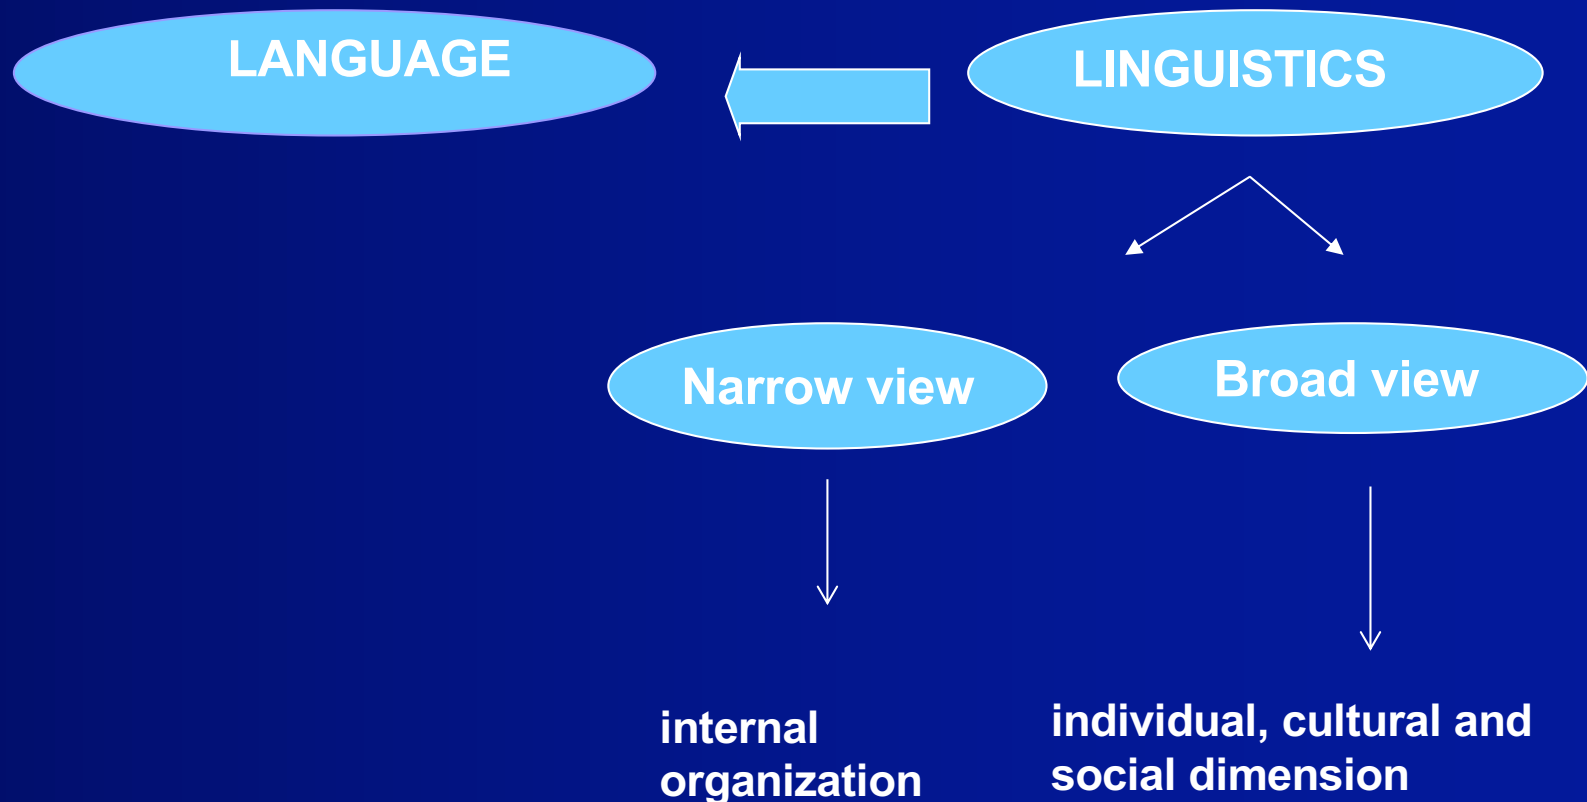 LANGUAGE
LINGUISTICS
Narrow view
Broad view
internal
organization
individual, cultural and
social dimension